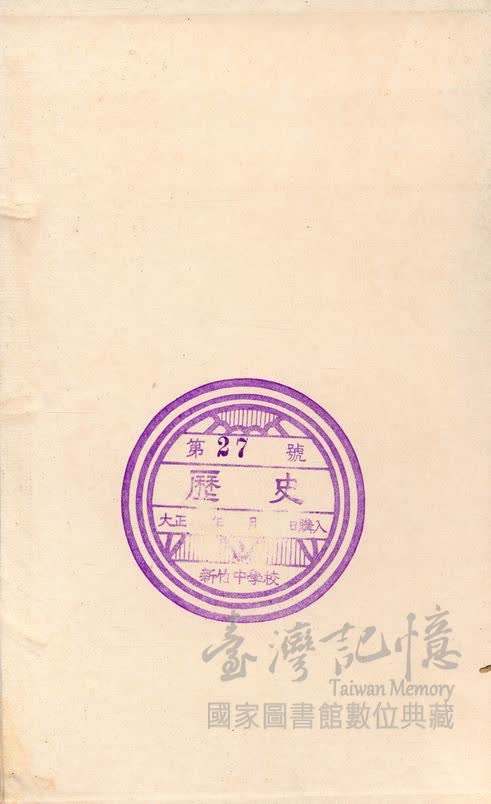 第 27 號
歷史
大正 年 月 日購入
新竹中學校
臺灣記憶
Taiwan Memory
國家圖書館數位典藏